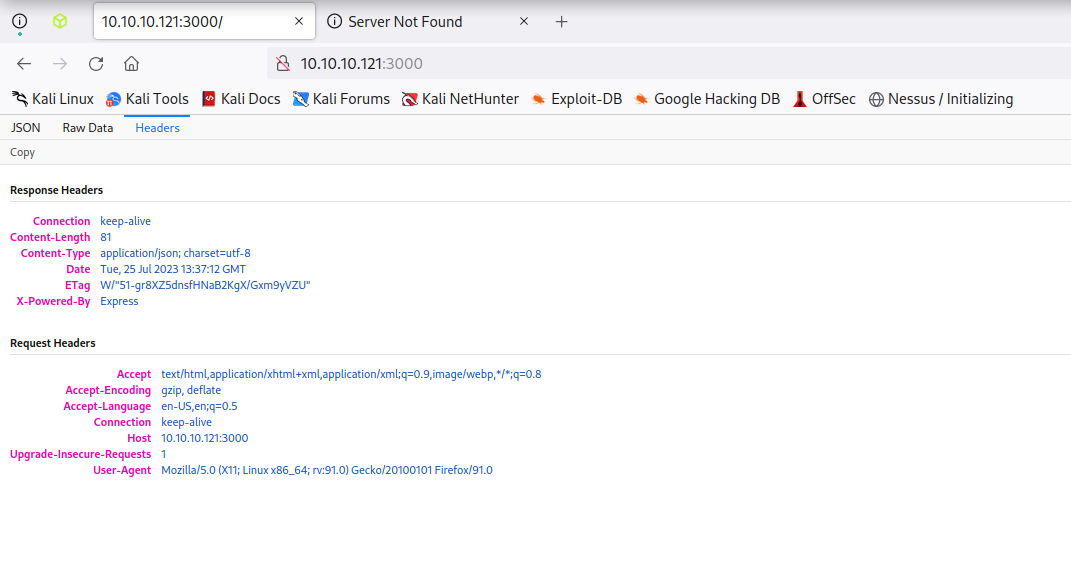 10.10.10.121:3000/ Server Not Found
10.10.10.121:3000
Kali Linux Kali Tools Kali Docs Kali Forums Kali NetHunter Exploit-DB Google Hacking DB OffSec Nessus / Initializing
JSON Raw Data Headers
Copy
Response Headers
Connection keep-alive
Content-Length 81
Content-Type application/json; charset=utf-8
Date Tue, 25 Jul 2023 13:37:12 GMT
ETag W/"51-gr8XZ5dnsfHNaB2KgX/Gxm9yVZU"
X-Powered-By Express
Request Headers
Accept text/html,application/xhtml+xml,application/xml;q=0.9,image/webp,*/*;q=0.8
Accept-Encoding gzip, deflate
Accept-Language en-US,en;q=0.5
Connection keep-alive
Host 10.10.10.121:3000
Upgrade-Insecure-Requests 1
User-Agent Mozilla/5.0 (X11; Linux x86_64; rv:91.0) Gecko/20100101 Firefox/91.0